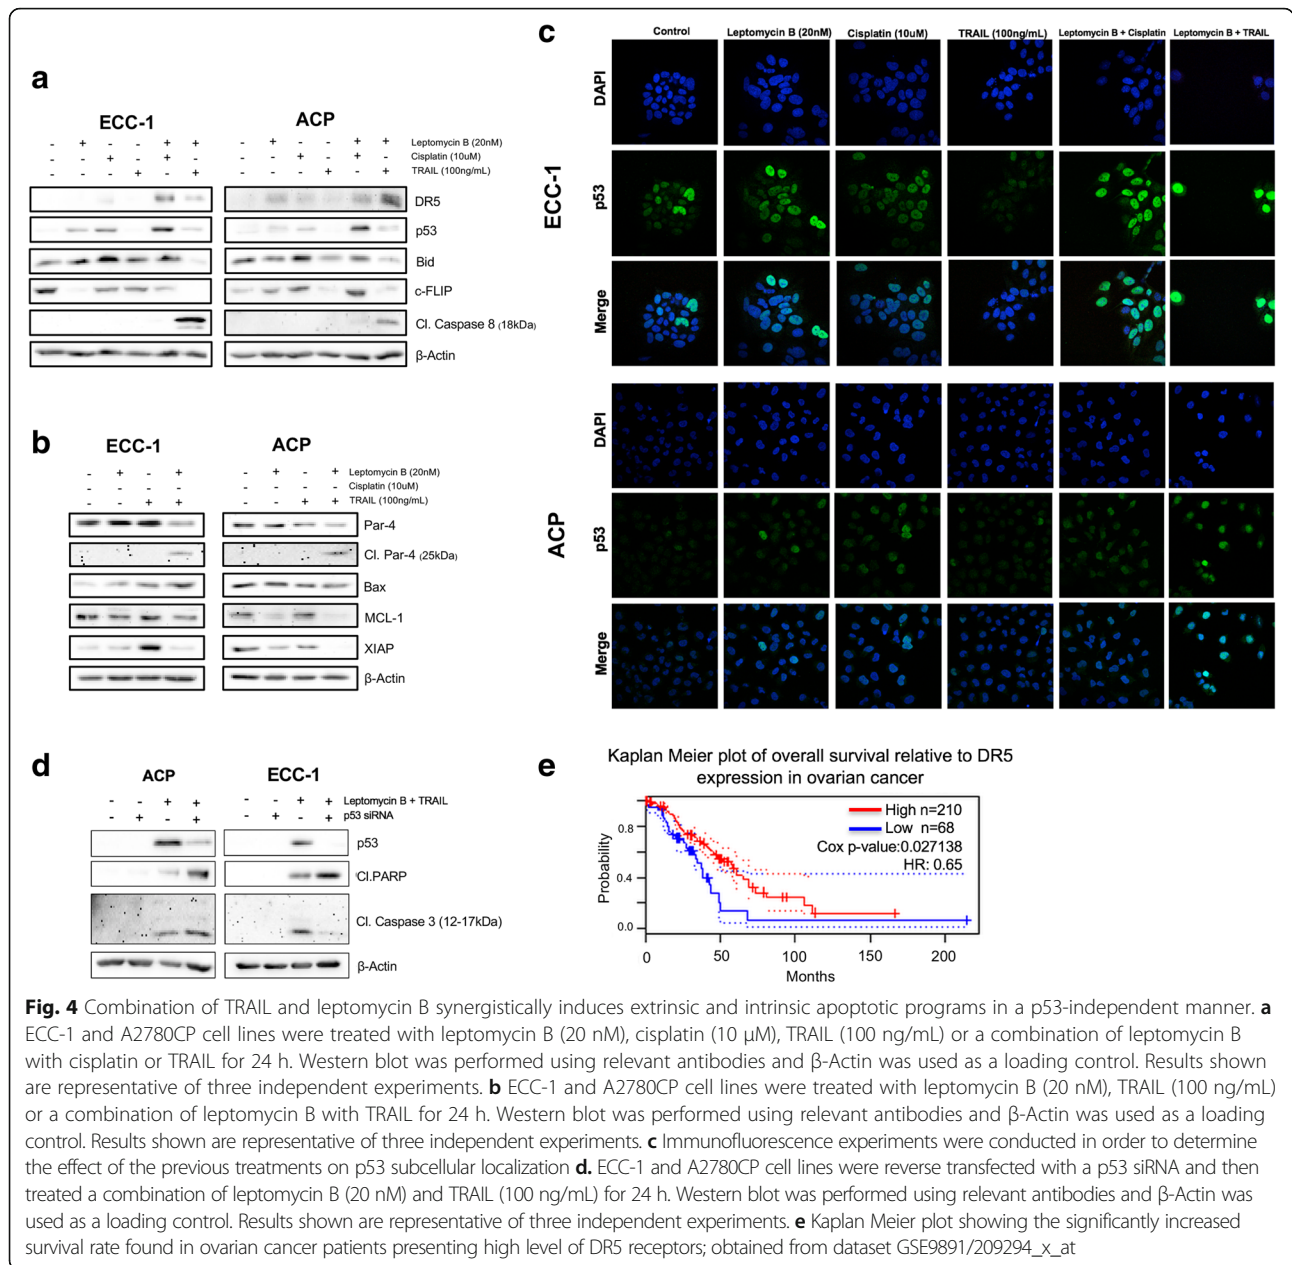 a
ECC-1
ACP
- + - - + +
- - + - + -
- - - + - +
- + - - + + Leptomycin B (20nM)
- - + - + - Cisplatin (10uM)
- - - + - + TRAIL (100ng/mL)
DR5
p53
Bid
c-FLIP
Cl. Caspase 8 (18kDa)
β-Actin
b
ECC-1
ACP
- + - +
- - - -
- - + +
- + - + Leptomycin B (20nM)
- - - - Cisplatin (10uM)
- - + + TRAIL (100ng/mL)
Par-4
Cl. Par-4 (25kDa)
Bax
MCL-1
XIAP
β-Actin
c
Control
Leptomycin B (20nM)
Cisplatin (10uM)
TRAIL (100ng/mL)
Leptomycin B + Cisplatin
Leptomycin B + TRAIL
ECC-1
DAPI
p53
Merge
ACP
DAPI
p53
Merge
d
ACP
ECC-1
- - + +
- + - +
- - + + Leptomycin B + TRAIL
- + - + p53 siRNA
p53
Cl.PARP
Cl. Caspase 3 (12-17kDa)
β-Actin
e
Kaplan Meier plot of overall survival relative to DR5
expression in ovarian cancer
High n=210
Low n=68
Cox p-value:0.027138
HR: 0.65
Probability
0.8
0.4
0.0
0 50 100 150 200
Months
Fig. 4 Combination of TRAIL and leptomycin B synergistically induces extrinsic and intrinsic apoptotic programs in a p53-independent manner. a
ECC-1 and A2780CP cell lines were treated with leptomycin B (20 nM), cisplatin (10 μM), TRAIL (100 ng/mL) or a combination of leptomycin B
with cisplatin or TRAIL for 24 h. Western blot was performed using relevant antibodies and β-Actin was used as a loading control. Results shown
are representative of three independent experiments. b ECC-1 and A2780CP cell lines were treated with leptomycin B (20 nM), TRAIL (100 ng/mL)
or a combination of leptomycin B with TRAIL for 24 h. Western blot was performed using relevant antibodies and β-Actin was used as a loading
control. Results shown are representative of three independent experiments. c Immunofluorescence experiments were conducted in order to determine
the effect of the previous treatments on p53 subcellular localization d. ECC-1 and A2780CP cell lines were reverse transfected with a p53 siRNA and then
treated a combination of leptomycin B (20 nM) and TRAIL (100 ng/mL) for 24 h. Western blot was performed using relevant antibodies and β-Actin was
used as a loading control. Results shown are representative of three independent experiments. e Kaplan Meier plot showing the significantly increased
survival rate found in ovarian cancer patients presenting high level of DR5 receptors; obtained from dataset GSE9891/209294_x_at